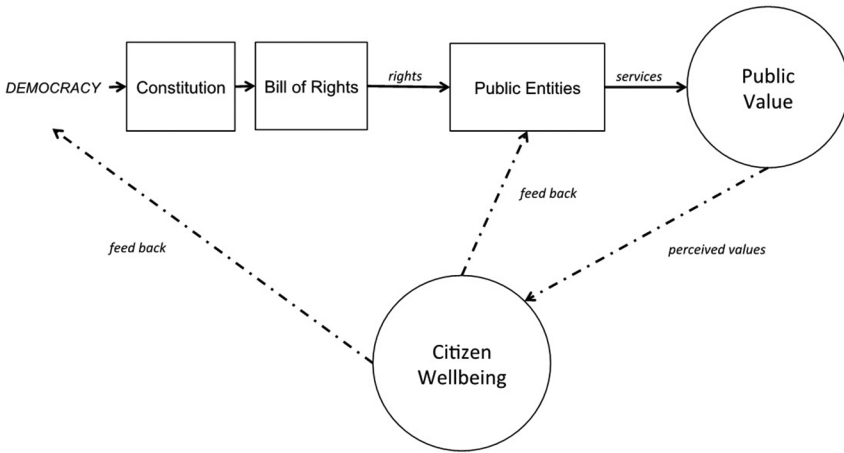 DEMOCRACY
Constitution
Bill of Rights
rights
Public Entities
services
Public
Value
feed back
feed back
perceived values
Citizen
Wellbeing